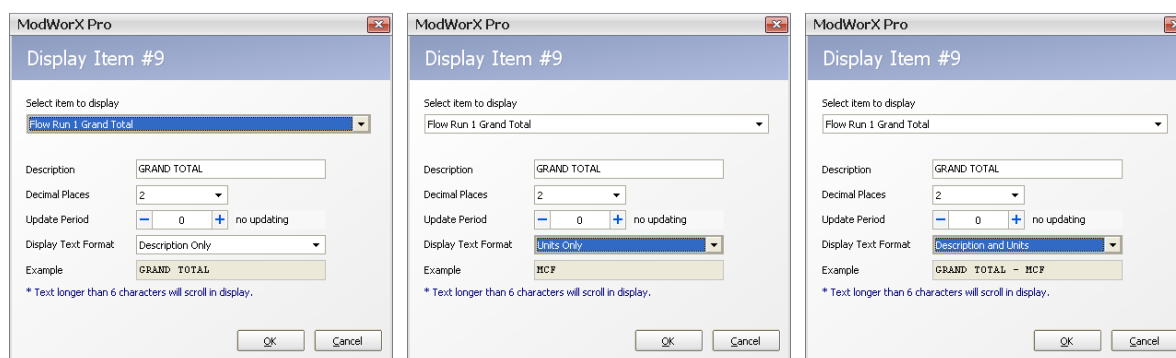 ModWorX Pro
Display Item #9
Select item to display
Flow Run 1 Grand Total
Description GRAND TOTAL
Decimal Places 2
Update Period 0 no updating
Display Text Format Description Only
Example GRAND TOTAL
* Text longer than 6 characters will scroll in display.
OK Cancel
ModWorX Pro
Display Item #9
Select item to display
Flow Run 1 Grand Total
Description GRAND TOTAL
Decimal Places 2
Update Period 0 no updating
Display Text Format Units Only
Example MCF
* Text longer than 6 characters will scroll in display.
OK Cancel
ModWorX Pro
Display Item #9
Select item to display
Flow Run 1 Grand Total
Description GRAND TOTAL
Decimal Places 2
Update Period 0 no updating
Display Text Format Description and Units
Example GRAND TOTAL - MCF
* Text longer than 6 characters will scroll in display.
OK Cancel